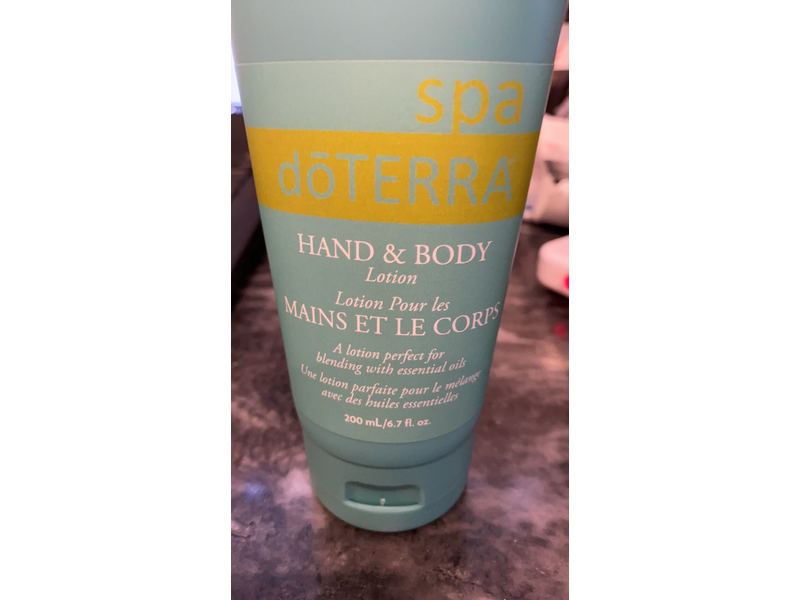 spa
dōTERRA®
HAND & BODY
Lotion
Lotion Pour les
MAINS ET LE CORPS
A lotion perfect for
blending with essential oils
Une lotion parfaite pour le mélange
avec des huiles essentielles
200 mL/6.7 fl. oz.